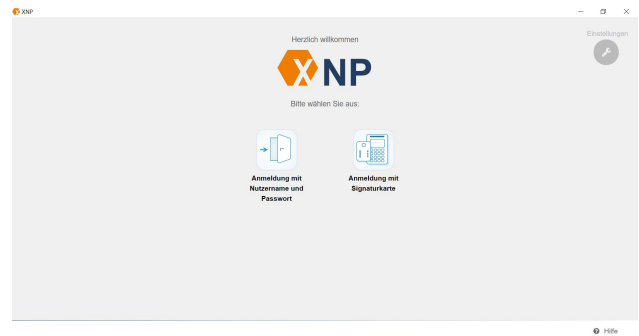 XNP
Herzlich willkommen
Einstellungen
XNP
Bitte wählen Sie aus:
Anmeldung mit
Nutzername und
Passwort
Anmeldung mit
Signaturkarte
Hilfe